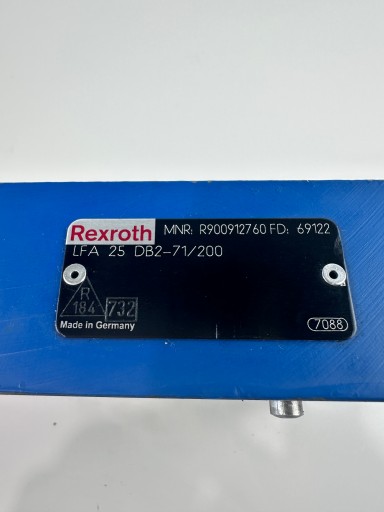 Rexroth MNR: R900912760 FD: 69122
LFA 25 DB2-71/200
R
184 732
Made in Germany
7088